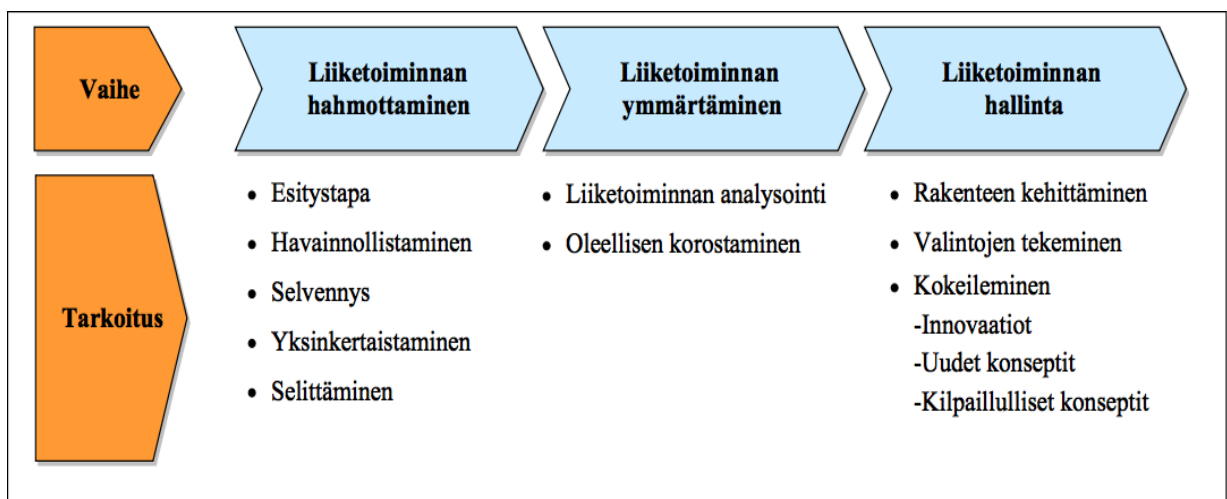 Vaihe
Liiketoiminnan
hahmottaminen
Liiketoiminnan
ymmärtäminen
Liiketoiminnan
hallinta
Tarkoitus
• Esitystapa
• Havainnollistaminen
• Selvennys
• Yksinkertaistaminen
• Selittäminen
• Liiketoiminnan analysointi
• Oleellisen korostaminen
• Rakenteen kehittäminen
• Valintojen tekeminen
• Kokeileminen
-Innovaatiot
-Uudet konseptit
-Kilpaillulliset konseptit